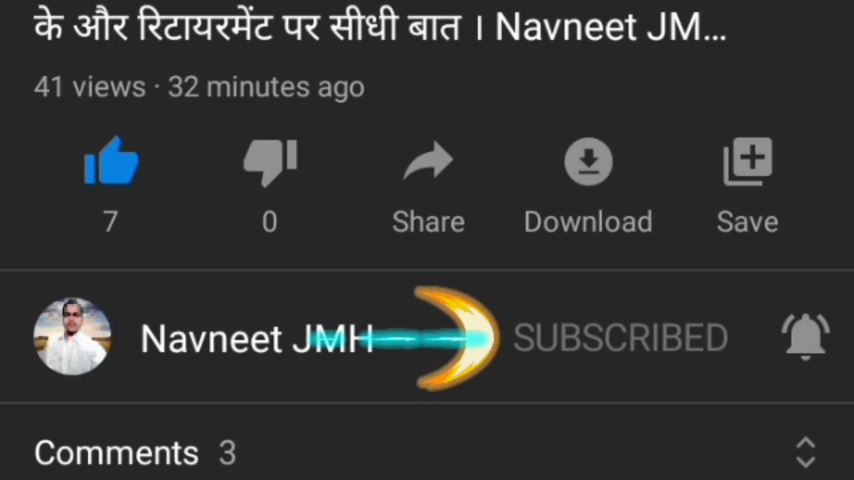 के और रिटायरमेंट पर सीधी बात । Navneet JM...
41 views · 32 minutes ago
7 0 Share Download Save
Navneet JMH SUBSCRIBED
Comments 3